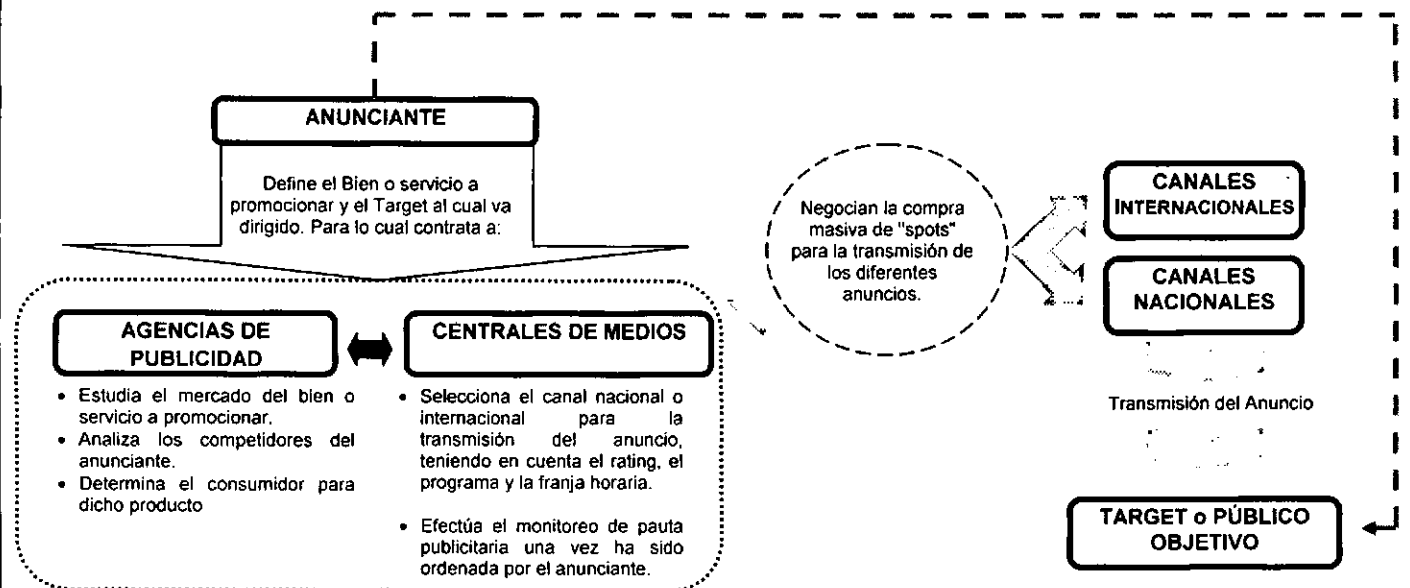 ANUNCIANTE
Define el Bien o servicio a
promocionar y el Target al cual va
dirigido. Para lo cual contrata a:
AGENCIAS DE
PUBLICIDAD
• Estudia el mercado del bien o
servicio a promocionar.
• Analiza los competidores del
anunciante.
• Determina el consumidor para
dicho producto
CENTRALES DE MEDIOS
• Selecciona el canal nacional o
internacional para la
transmisión del anuncio,
teniendo en cuenta el rating, el
programa y la franja horaria.
• Efectúa el monitoreo de pauta
publicitaria una vez ha sido
ordenada por el anunciante.
Negocian la compra
masiva de "spots"
para la transmisión de
los diferentes
anuncios.
CANALES
INTERNACIONALES
CANALES
NACIONALES
Transmisión del Anuncio
TARGET o PÚBLICO
OBJETIVO